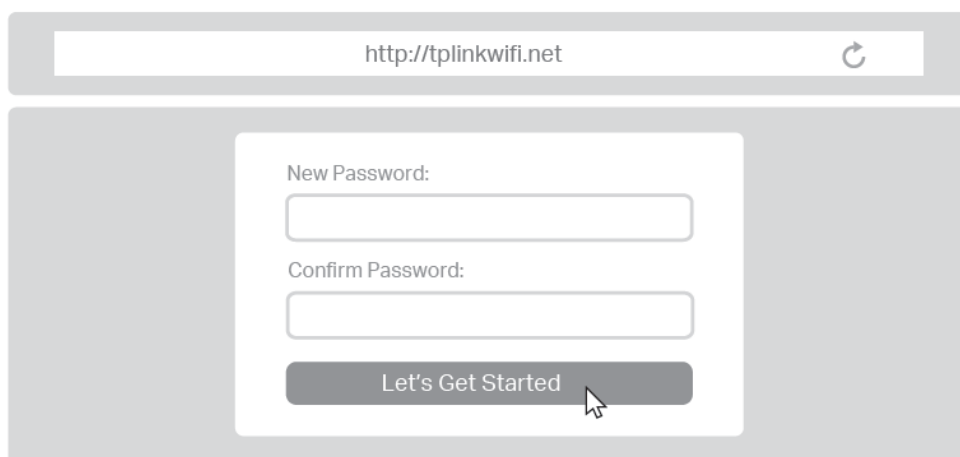 http://tplinkwifi.net
New Password:
Confirm Password:
Let's Get Started